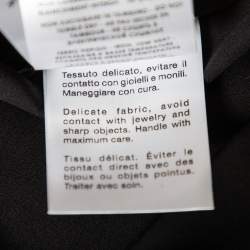 Tessuto delicato, evitare il
contatto con gioielli e monili.
Maneggiare con cura.
Delicate fabric, avoid
contact with jewelry and
sharp objects. Handle with
maximum care.
Tissu délicat. Éviter le
contact direct avec des
bijoux ou objets pointus.
Traiter avec soin.